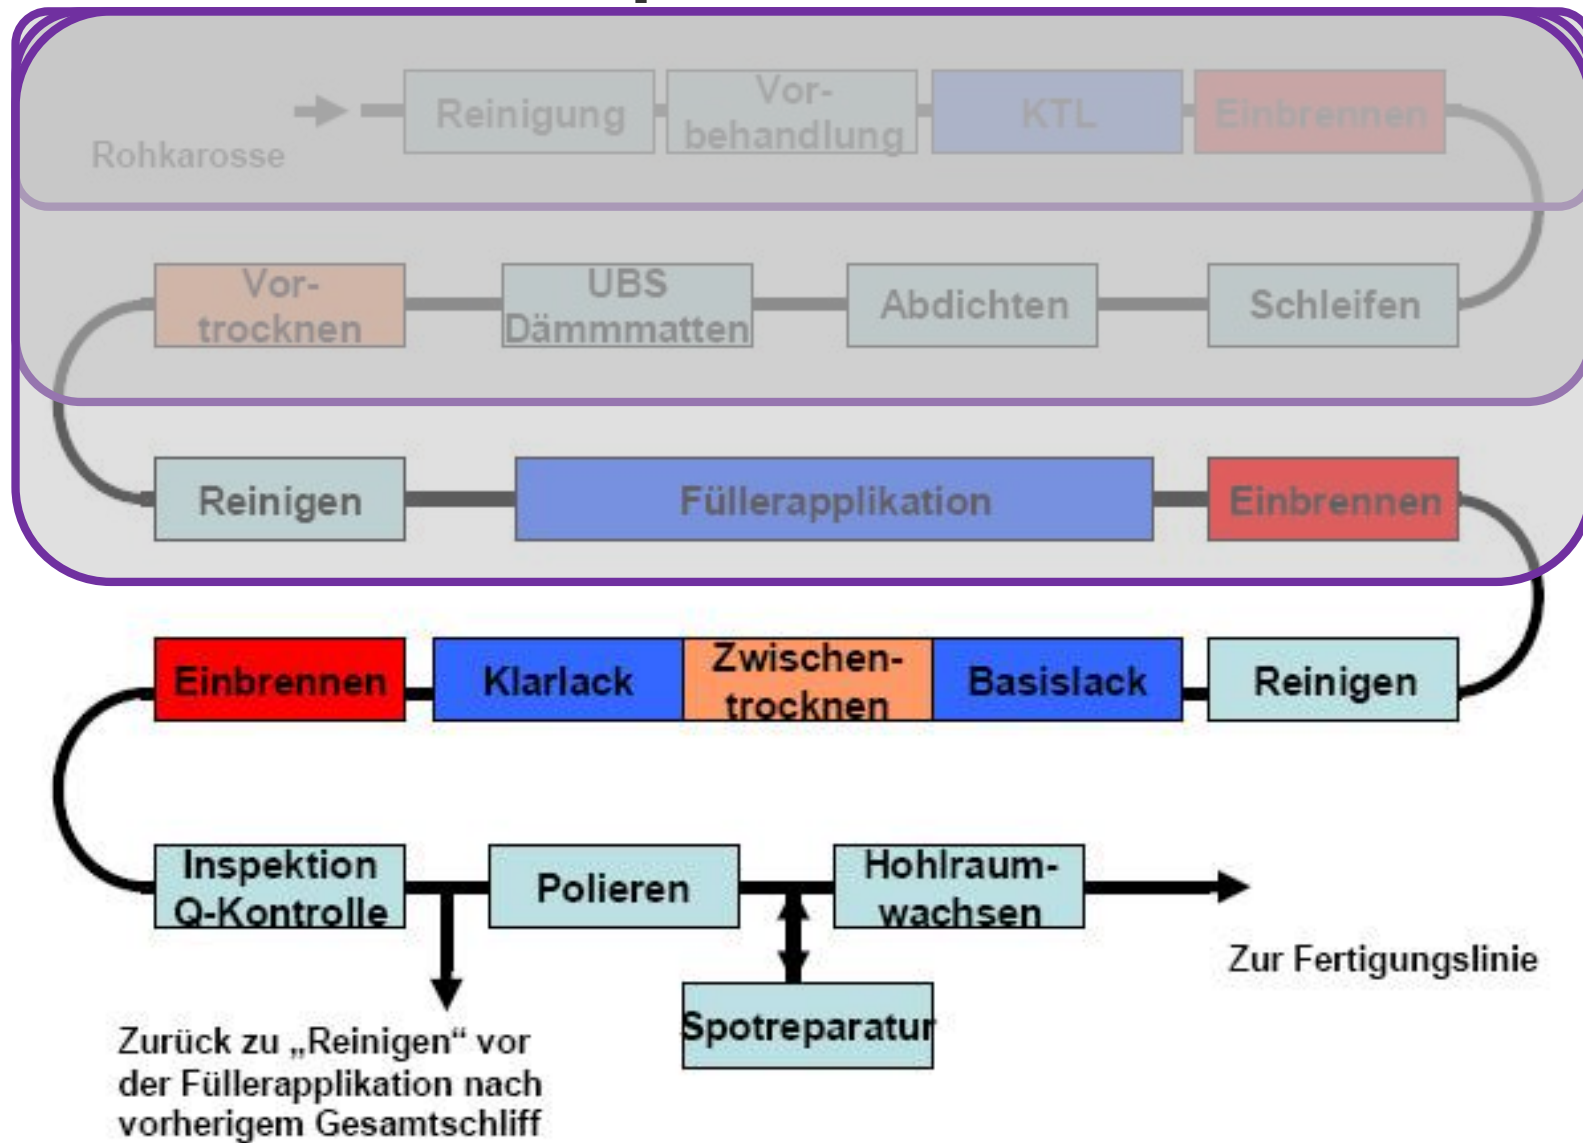 Rohkarosse
Reinigung
Vor-
behandlung
KTL
Einbrennen
Vor-
trocknen
UBS
Dämmmatten
Abdichten
Schleifen
Reinigen
Füllerapplikation
Einbrennen
Einbrennen
Klarlack
Zwischen-
trocknen
Basislack
Reinigen
Inspektion
Q-Kontrolle
Polieren
Hohlraum-
wachsen
Zur Fertigungslinie
Spotreparatur
Zurück zu „Reinigen“ vor
der Füllerapplikation nach
vorherigem Gesamtschliff